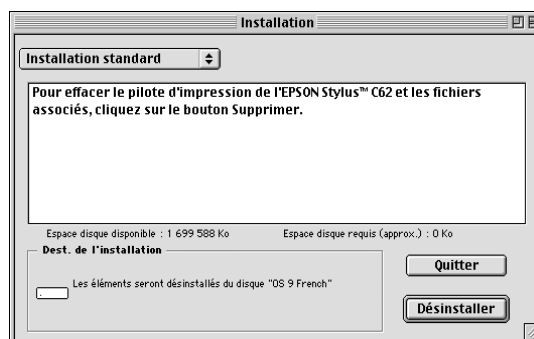 Installation
Installation standard
Pour effacer le pilote d'impression de l'EPSON Stylus™ C62 et les fichiers
associés, cliquez sur le bouton Supprimer.
Espace disque disponible : 1 699 588 Ko Espace disque requis (approx.) : 0 Ko
Dest. de l'installation
Les éléments seront désinstallés du disque "OS 9 French"
Quitter
Désinstaller